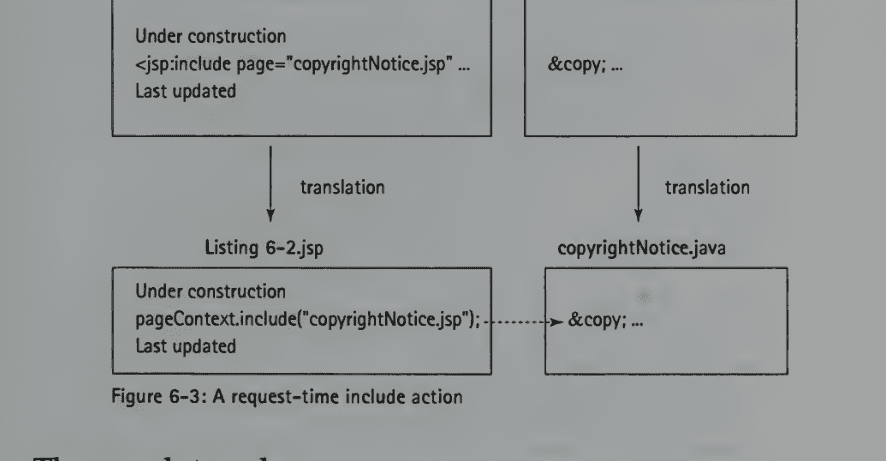 Under construction
<jsp:include page="copyrightNotice.jsp" ...
Last updated
&copy; ...
translation
translation
Listing 6-2.jsp
copyrightNotice.java
Under construction
pageContext.include("copyrightNotice.jsp");
Last updated
&copy; ...
Figure 6-3: A request-time include action